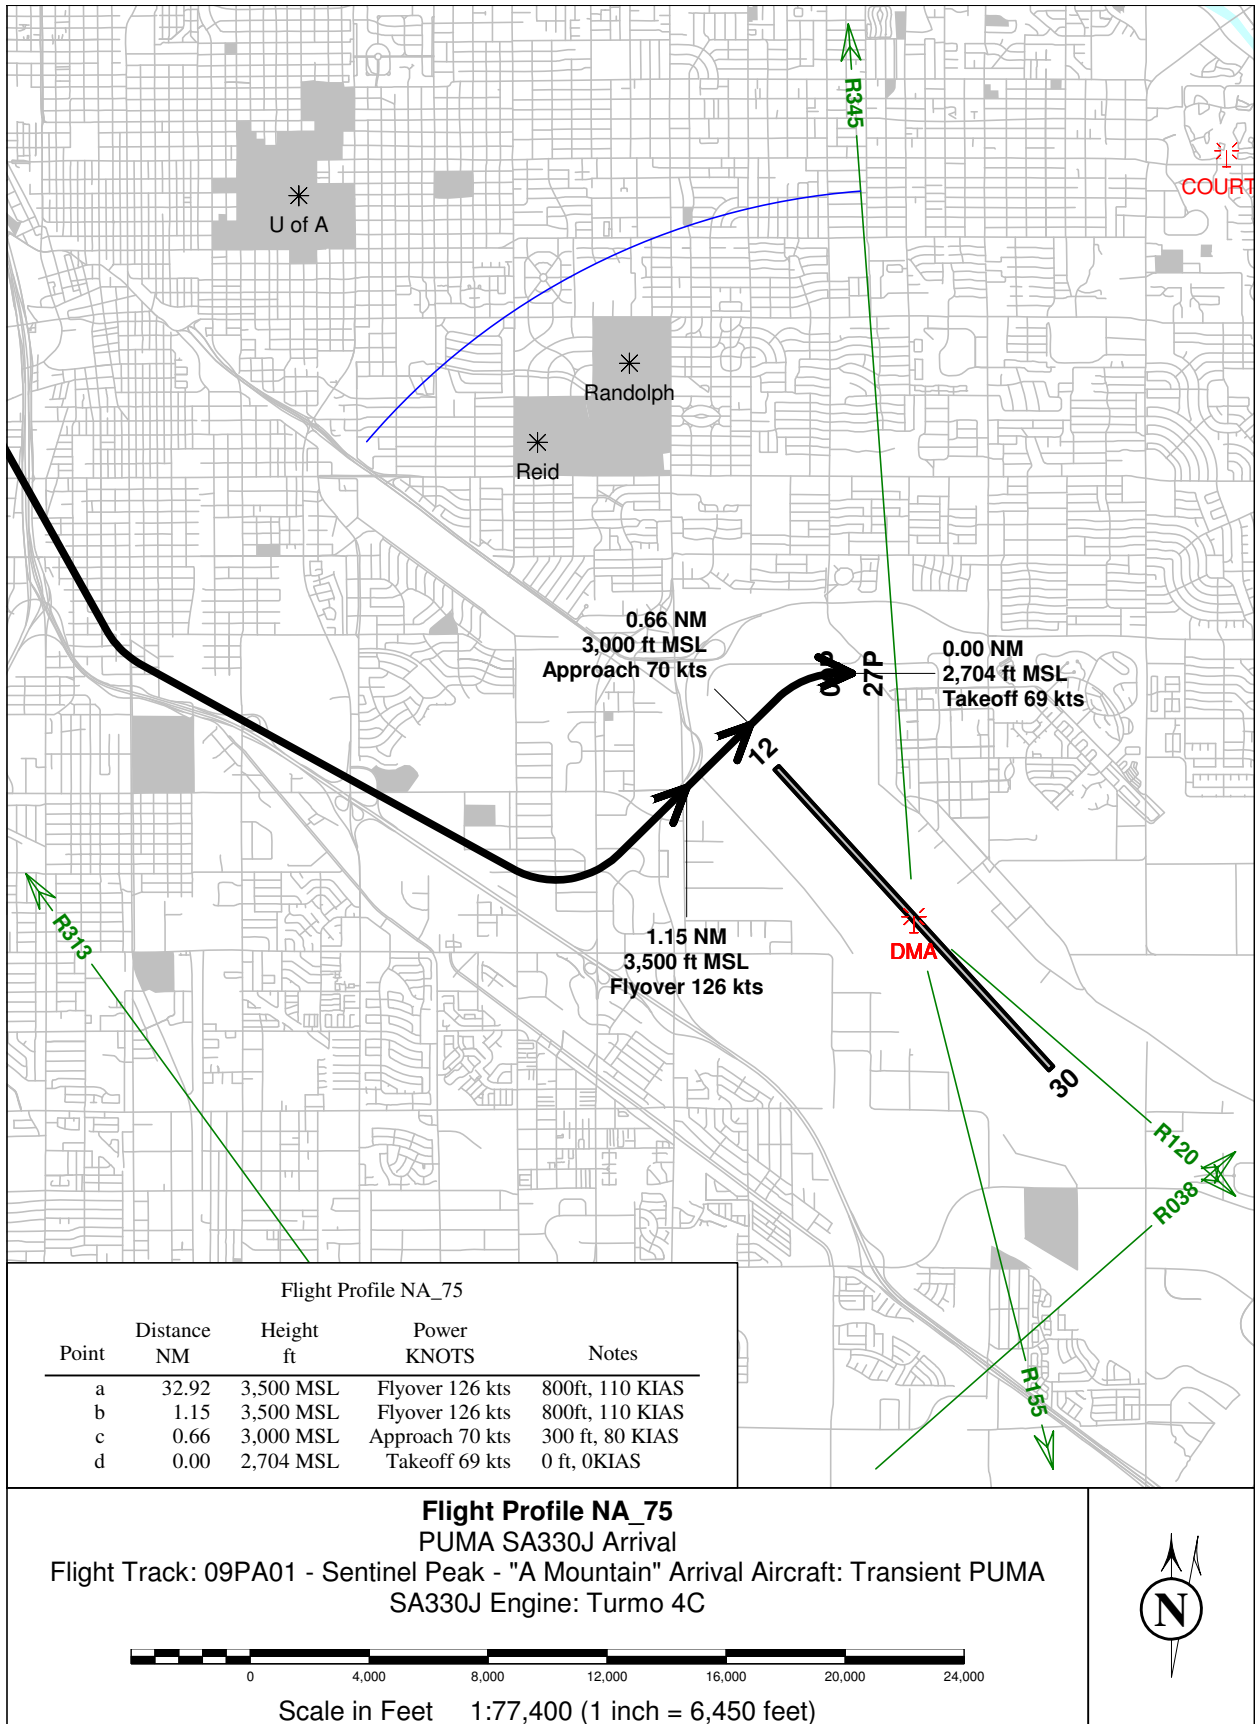 R345
COURT
U of A
Randolph
Reid
0.66 NM
3,000 ft MSL
Approach 70 kts
27P
0.00 NM
2,704 ft MSL
Takeoff 69 kts
12
R313
1.15 NM
3,500 ft MSL
Flyover 126 kts
DMA
30
R120
R038
R155
Flight Profile NA_75
Point Distance NM Height ft Power KNOTS Notes
a 32.92 3,500 MSL Flyover 126 kts 800ft, 110 KIAS
b 1.15 3,500 MSL Flyover 126 kts 800ft, 110 KIAS
c 0.66 3,000 MSL Approach 70 kts 300 ft, 80 KIAS
d 0.00 2,704 MSL Takeoff 69 kts 0 ft, 0KIAS
Flight Profile NA_75
PUMA SA330J Arrival
Flight Track: 09PA01 - Sentinel Peak - "A Mountain" Arrival Aircraft: Transient PUMA
SA330J Engine: Turmo 4C
N
0 4,000 8,000 12,000 16,000 20,000 24,000
Scale in Feet 1:77,400 (1 inch = 6,450 feet)